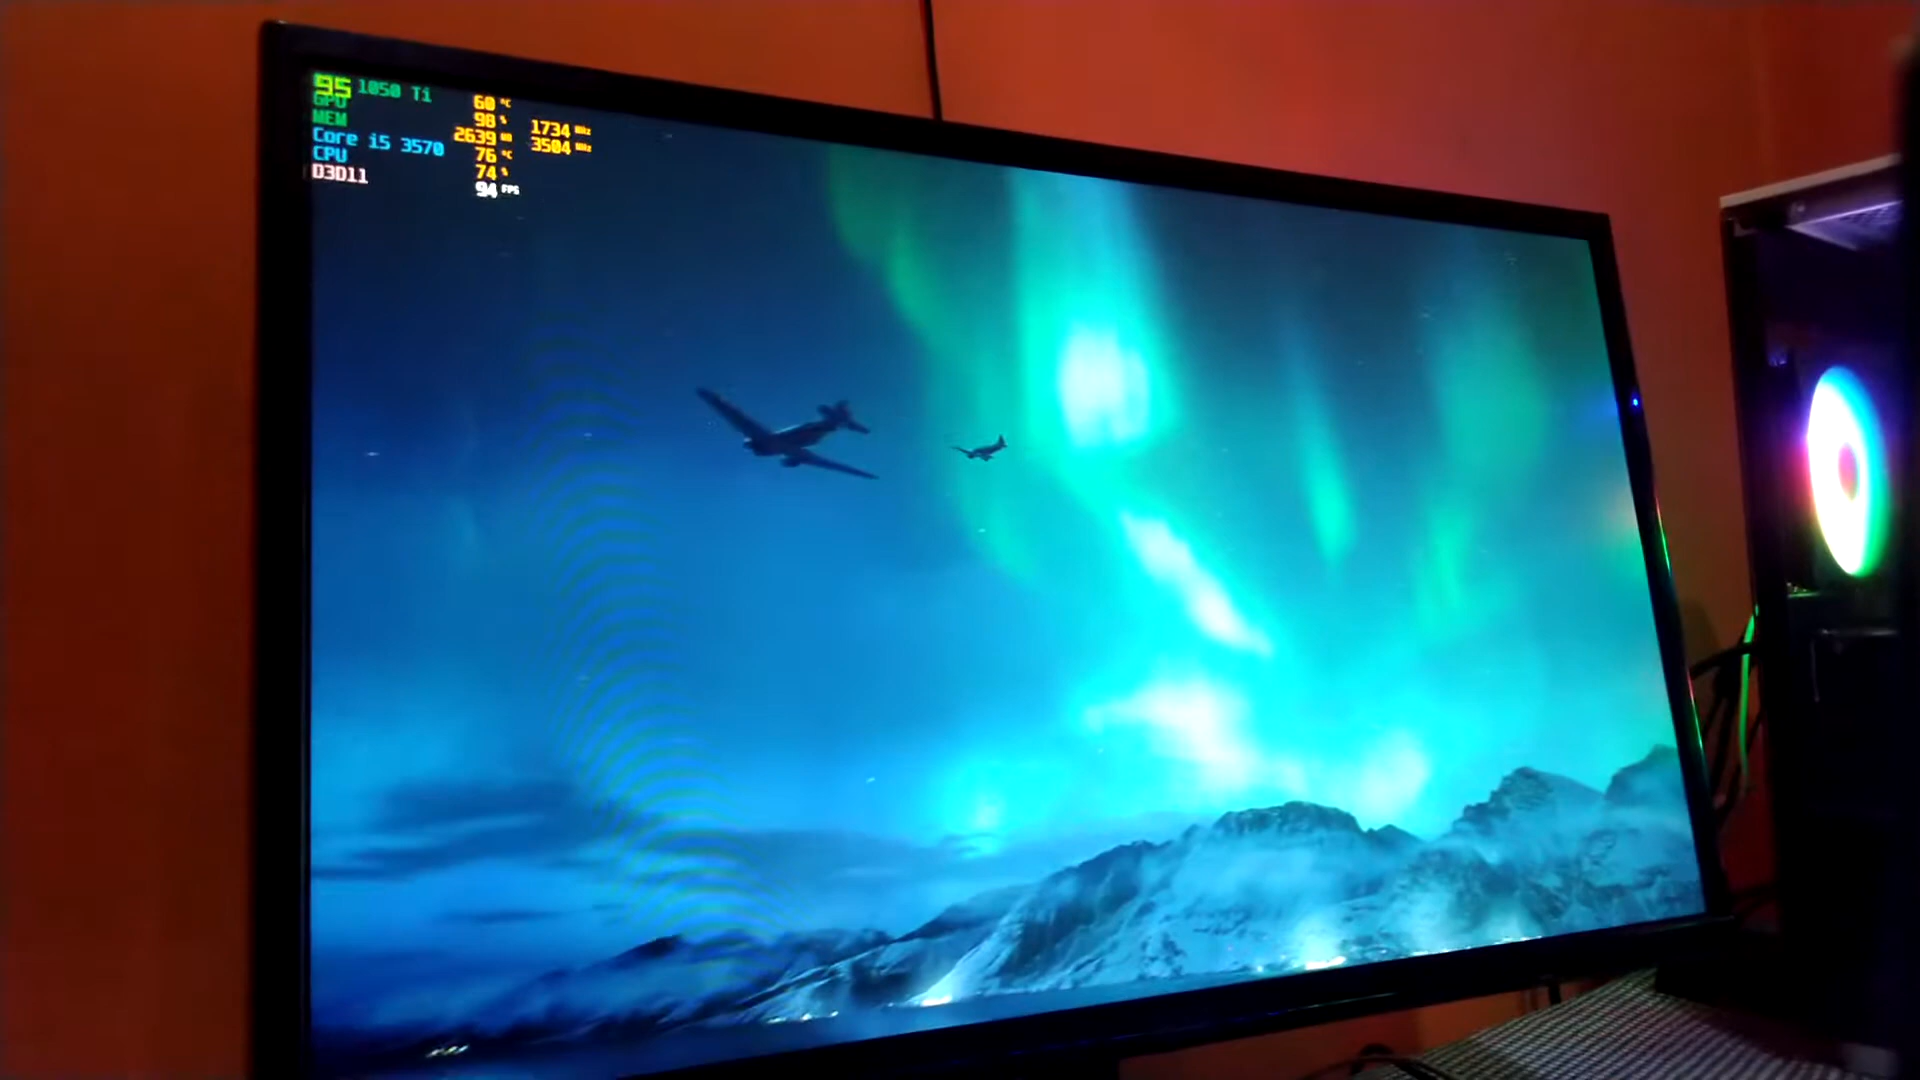 95 1050 Ti
GPU 60 °C
MEM 98 % 1734 MHz
Core i5 3570 2639 MB 3504 MHz
CPU 76 °C
D3D11 74 %
94 FPS